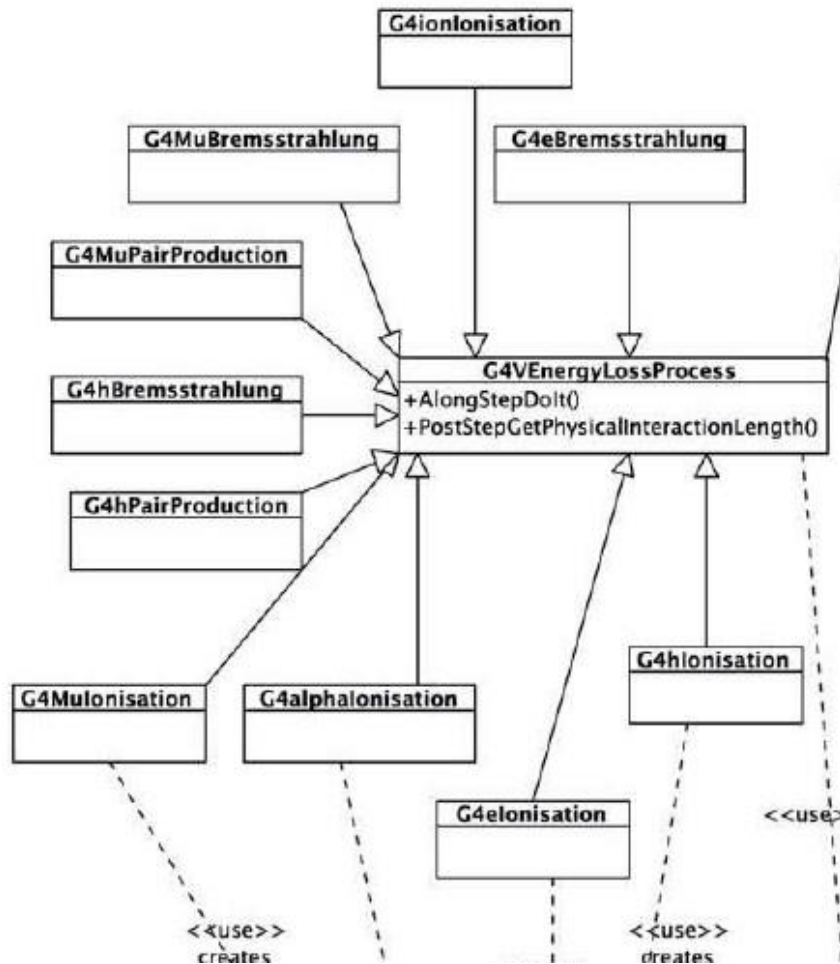 G4ionIonisation
G4MuBremsstrahlung
G4eBremsstrahlung
G4MuPairProduction
G4VEnergyLossProcess
G4hBremsstrahlung
+AlongStepDoIt()
+PostStepGetPhysicalInteractionLength()
G4hPairProduction
G4hIonisation
G4MuIonisation
G4alphaIonisation
G4eIonisation
<<use>
<<use>>
<<use>>
creates
creates